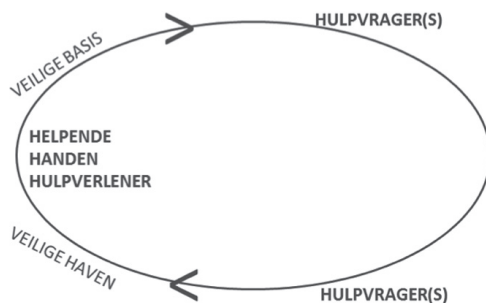 HULPVRAGER(S)
VEILIGE BASIS
HELPENDE
HANDEN
HULPVERLENER
VEILIGE HAVEN
HULPVRAGER(S)